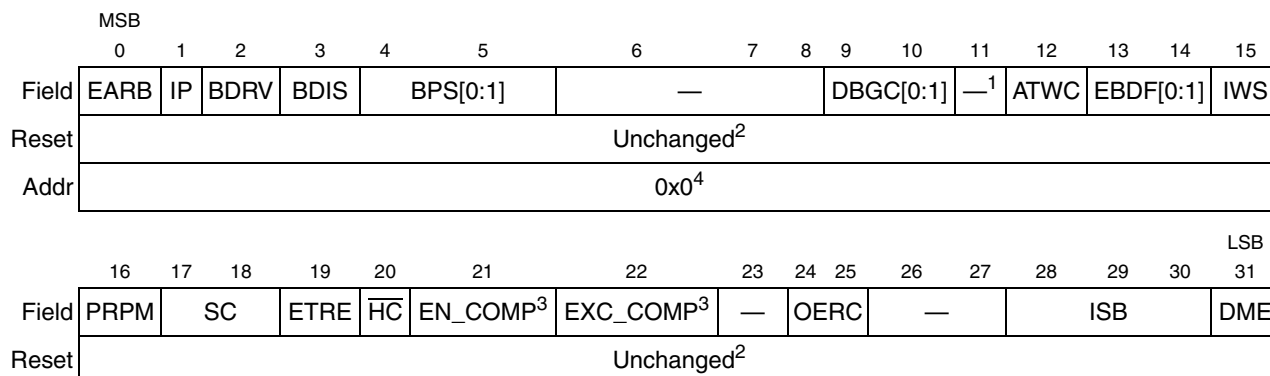 MSB
0 1 2 3 4 5 6 7 8 9 10 11 12 13 14 15
Field EARB IP BDRV BDIS BPS[0:1] — DBGC[0:1] —1 ATWC EBDF[0:1] IWS
Reset Unchanged2
Addr 0x04
LSB
16 17 18 19 20 21 22 23 24 25 26 27 28 29 30 31
Field PRPM SC ETRE HC EN_COMP3 EXC_COMP3 — OERC — ISB DME
Reset Unchanged2